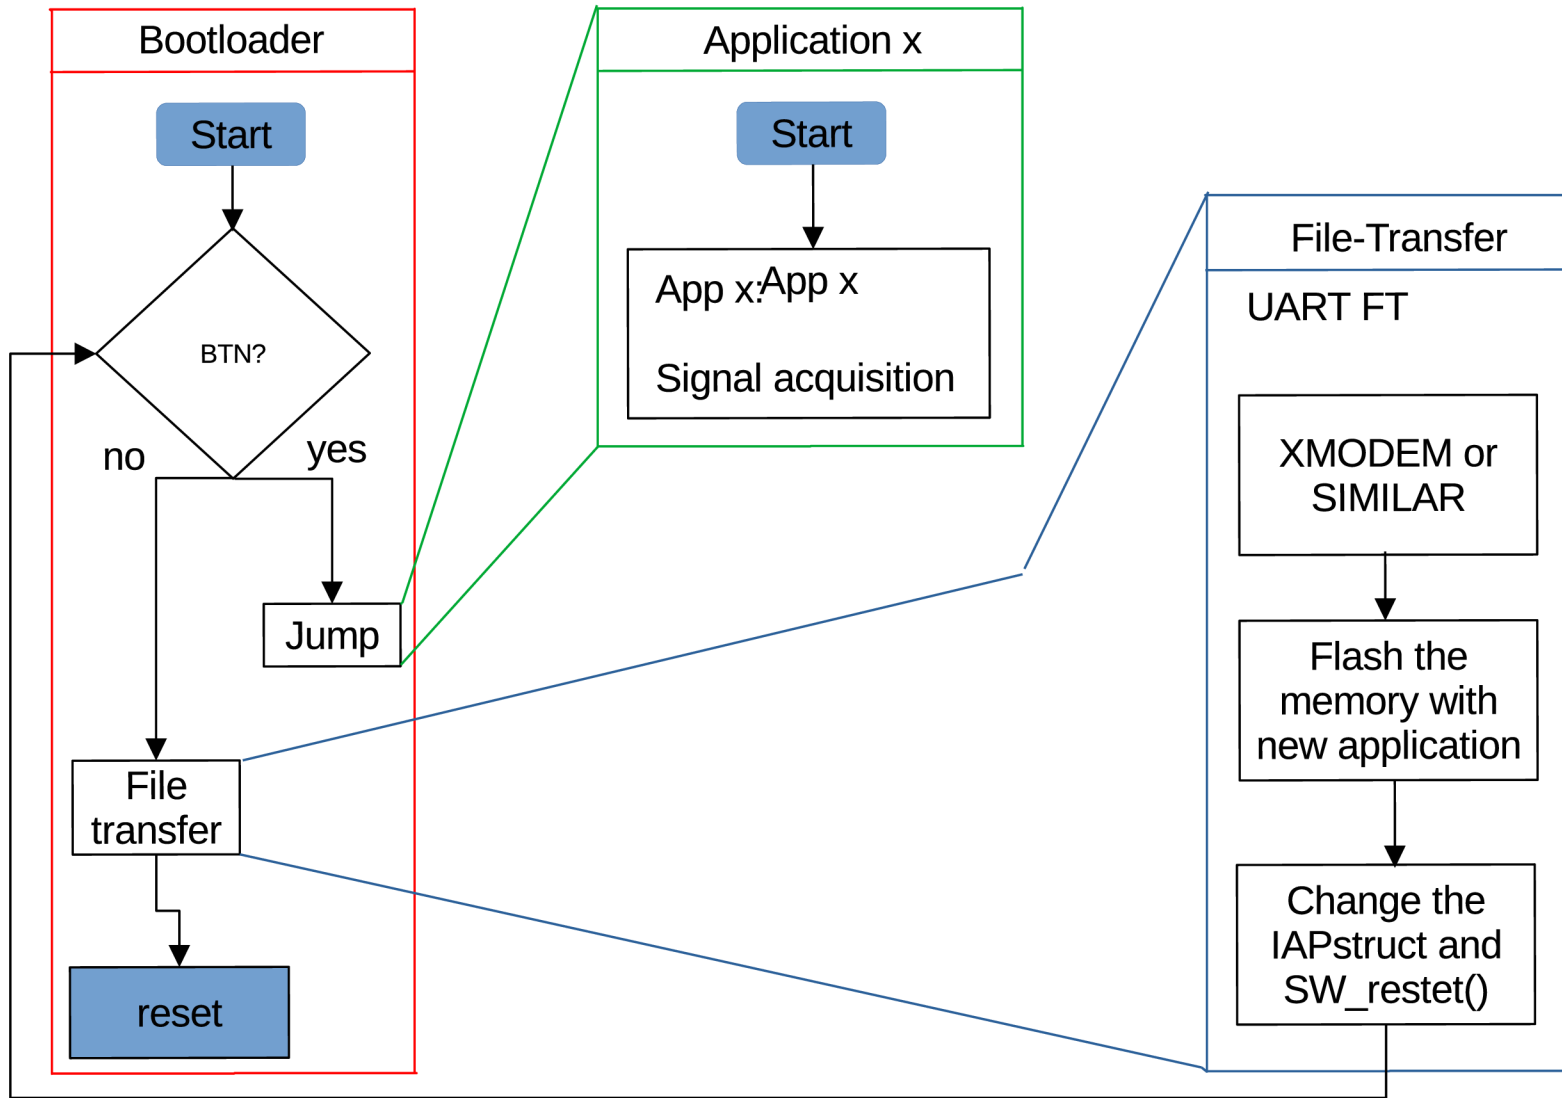 Bootloader
Start
BTN?
no
yes
Jump
File
transfer
reset
Application x
Start
App x:
App x
Signal acquisition
File-Transfer
UART FT
XMODEM or
SIMILAR
Flash the
memory with
new application
Change the
IAPstruct and
SW_restet()